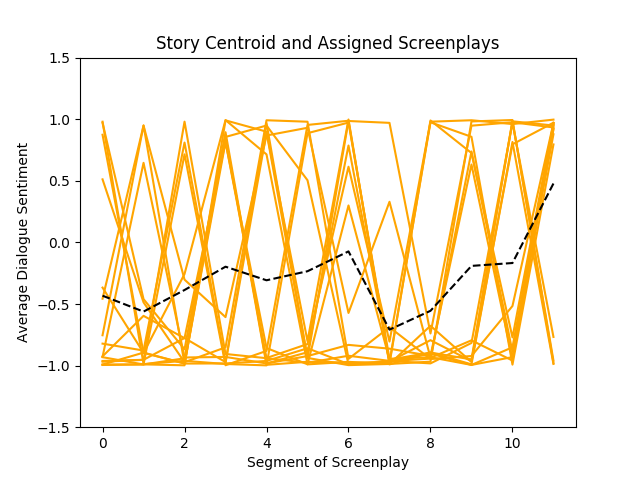 Story Centroid and Assigned Screenplays
1.5
1.0
0.5
0.0
−0.5
−1.0
−1.5
Average Dialogue Sentiment
0 2 4 6 8 10
Segment of Screenplay